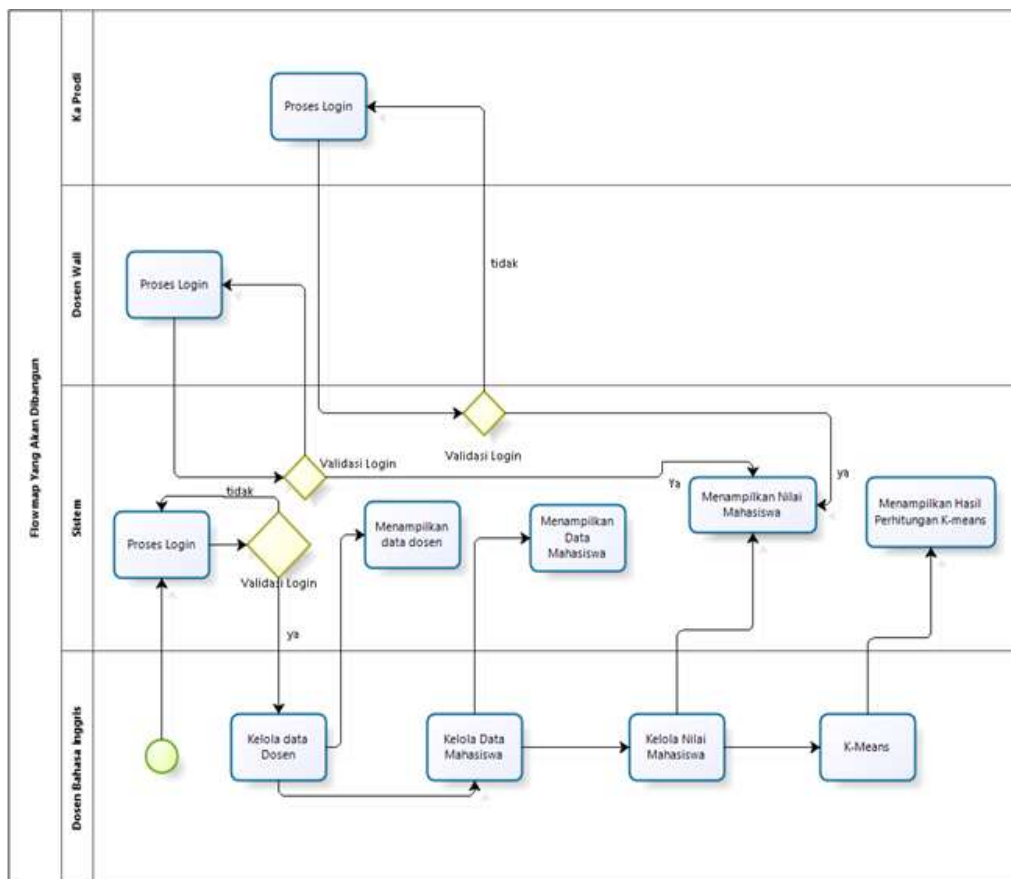 Flowmap Yang Akan Dibangun
Ka Prodi
Proses Login
Dosen Wali
Proses Login
tidak
Sistem
Validasi Login
Validasi Login
Ya
ya
Menampilkan Nilai
Mahasiswa
Menampilkan Hasil
Perhitungan K-means
tidak
Proses Login
Validasi Login
Menampilkan
data dosen
Menampilkan
Data
Mahasiswa
ya
Dosen Bahasa Inggris
Kelola data
Dosen
Kelola Data
Mahasiswa
Kelola Nilai
Mahasiswa
K-Means